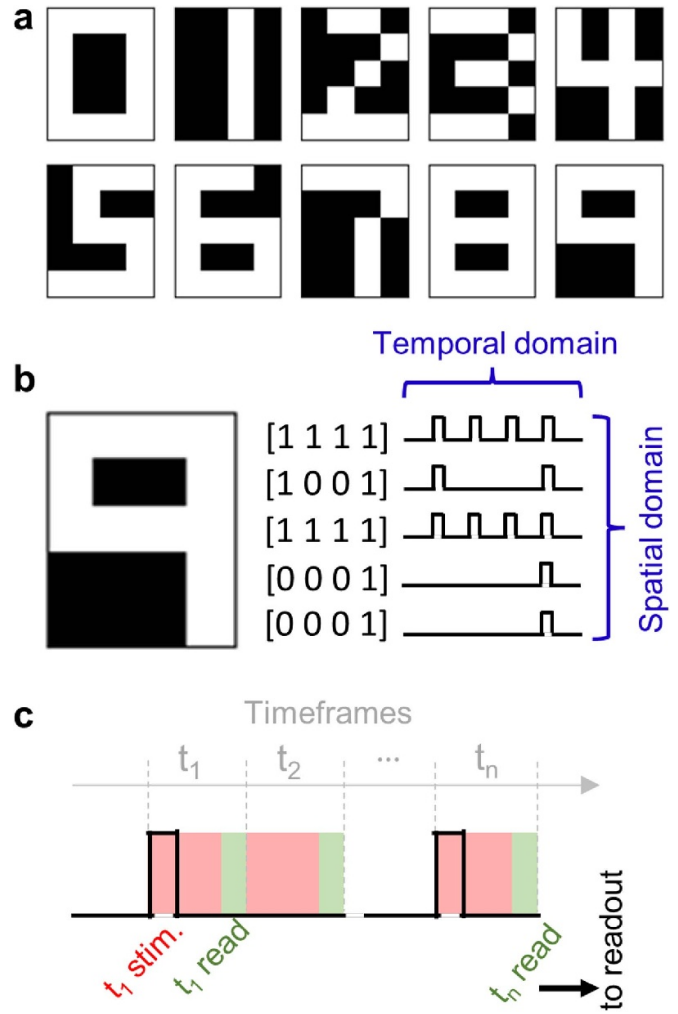 a
b
Temporal domain
[1 1 1 1]
[1 0 0 1]
[1 1 1 1]
[0 0 0 1]
[0 0 0 1]
Spatial domain
c
Timeframes
t1 t2 ... tn
t1 stim.
t1 read
tn read
to readout